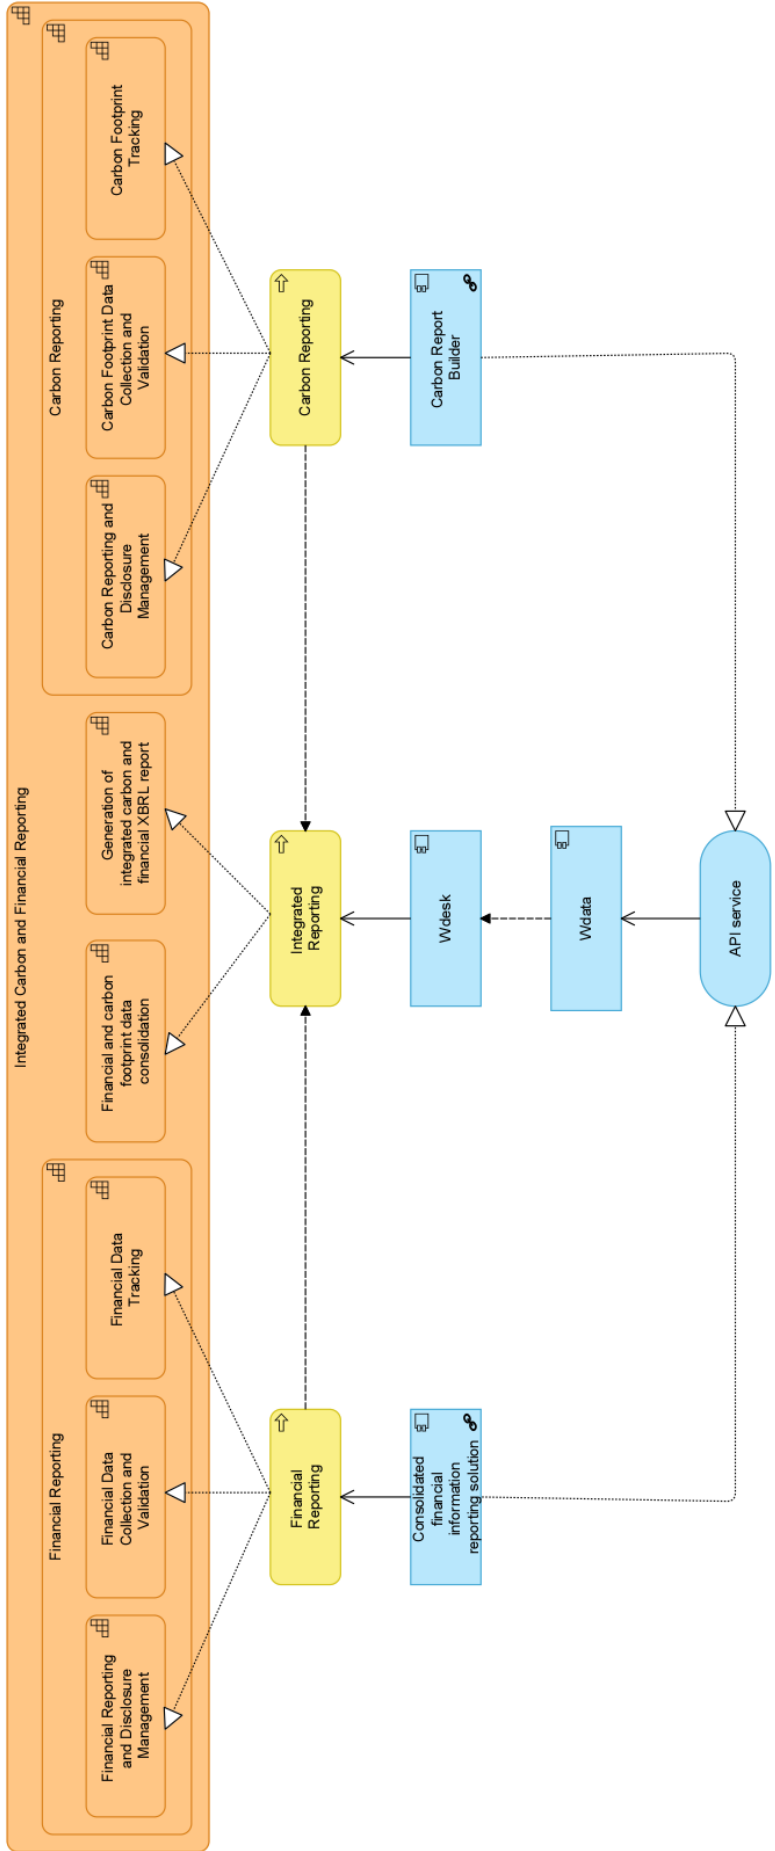 Integrated Carbon and Financial Reporting
Financial Reporting
Financial Reporting
and Disclosure
Management
Financial Data
Collection and
Validation
Financial Data
Tracking
Financial and carbon
footprint data
consolidation
Generation of
integrated carbon and
financial XBRL report
Carbon Reporting
Carbon Reporting and
Disclosure
Management
Carbon Footprint Data
Collection and
Validation
Carbon Footprint
Tracking
Financial
Reporting
Integrated
Reporting
Carbon Reporting
Consolidated
financial
information
reporting solution
Wdesk
Carbon Report
Builder
Wdata
API service